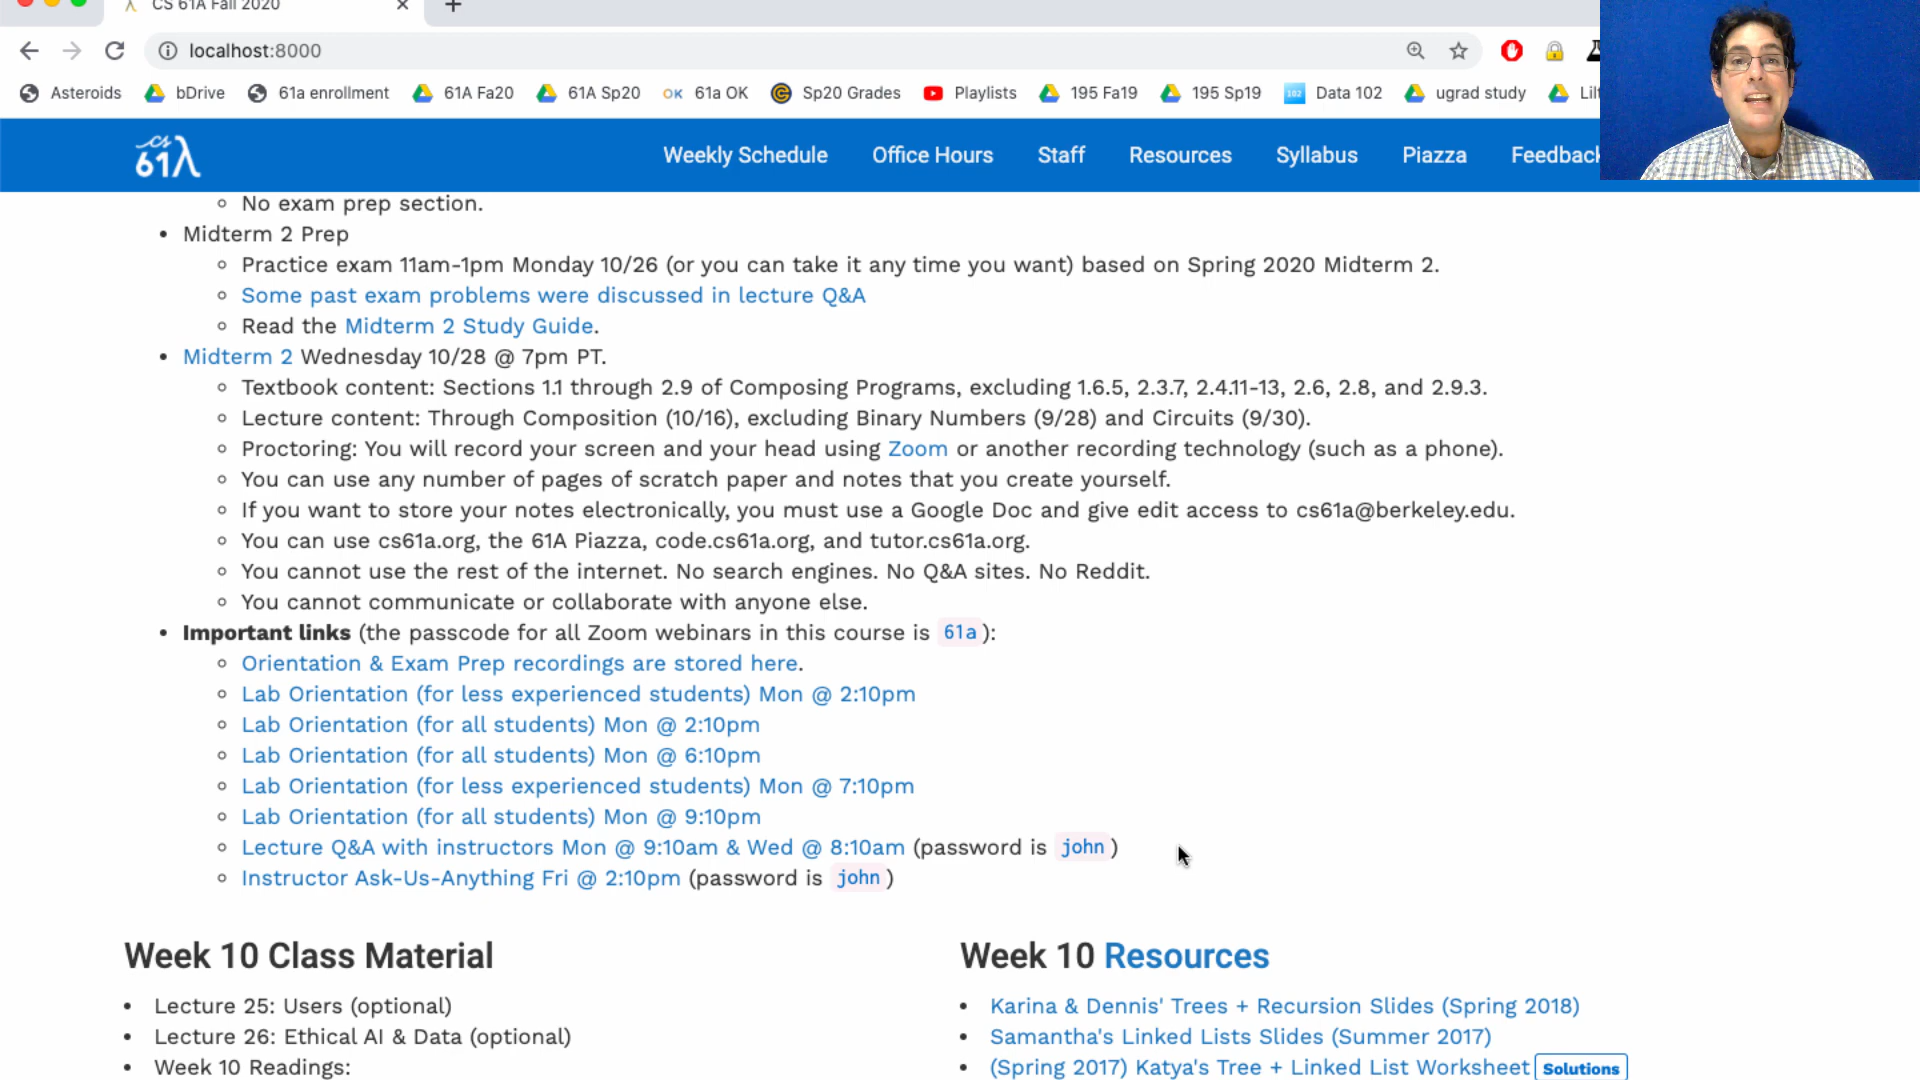 CS 61A Fall 2020
localhost:8000
Asteroids bDrive 61a enrollment 61A Fa20 61A Sp20 OK 61a OK Sp20 Grades Playlists 195 Fa19 195 Sp19 102 Data 102 ugrad study
CS 61λ Weekly Schedule Office Hours Staff Resources Syllabus Piazza Feedback
No exam prep section.
Midterm 2 Prep
Practice exam 11am-1pm Monday 10/26 (or you can take it any time you want) based on Spring 2020 Midterm 2.
Some past exam problems were discussed in lecture Q&A
Read the Midterm 2 Study Guide.
Midterm 2 Wednesday 10/28 @ 7pm PT.
Textbook content: Sections 1.1 through 2.9 of Composing Programs, excluding 1.6.5, 2.3.7, 2.4.11-13, 2.6, 2.8, and 2.9.3.
Lecture content: Through Composition (10/16), excluding Binary Numbers (9/28) and Circuits (9/30).
Proctoring: You will record your screen and your head using Zoom or another recording technology (such as a phone).
You can use any number of pages of scratch paper and notes that you create yourself.
If you want to store your notes electronically, you must use a Google Doc and give edit access to cs61a@berkeley.edu.
You can use cs61a.org, the 61A Piazza, code.cs61a.org, and tutor.cs61a.org.
You cannot use the rest of the internet. No search engines. No Q&A sites. No Reddit.
You cannot communicate or collaborate with anyone else.
Important links (the passcode for all Zoom webinars in this course is 61a):
Orientation & Exam Prep recordings are stored here.
Lab Orientation (for less experienced students) Mon @ 2:10pm
Lab Orientation (for all students) Mon @ 2:10pm
Lab Orientation (for all students) Mon @ 6:10pm
Lab Orientation (for less experienced students) Mon @ 7:10pm
Lab Orientation (for all students) Mon @ 9:10pm
Lecture Q&A with instructors Mon @ 9:10am & Wed @ 8:10am (password is john)
Instructor Ask-Us-Anything Fri @ 2:10pm (password is john)
Week 10 Class Material
Lecture 25: Users (optional)
Lecture 26: Ethical AI & Data (optional)
Week 10 Readings:
Week 10 Resources
Karina & Dennis' Trees + Recursion Slides (Spring 2018)
Samantha's Linked Lists Slides (Summer 2017)
(Spring 2017) Katya's Tree + Linked List Worksheet Solutions